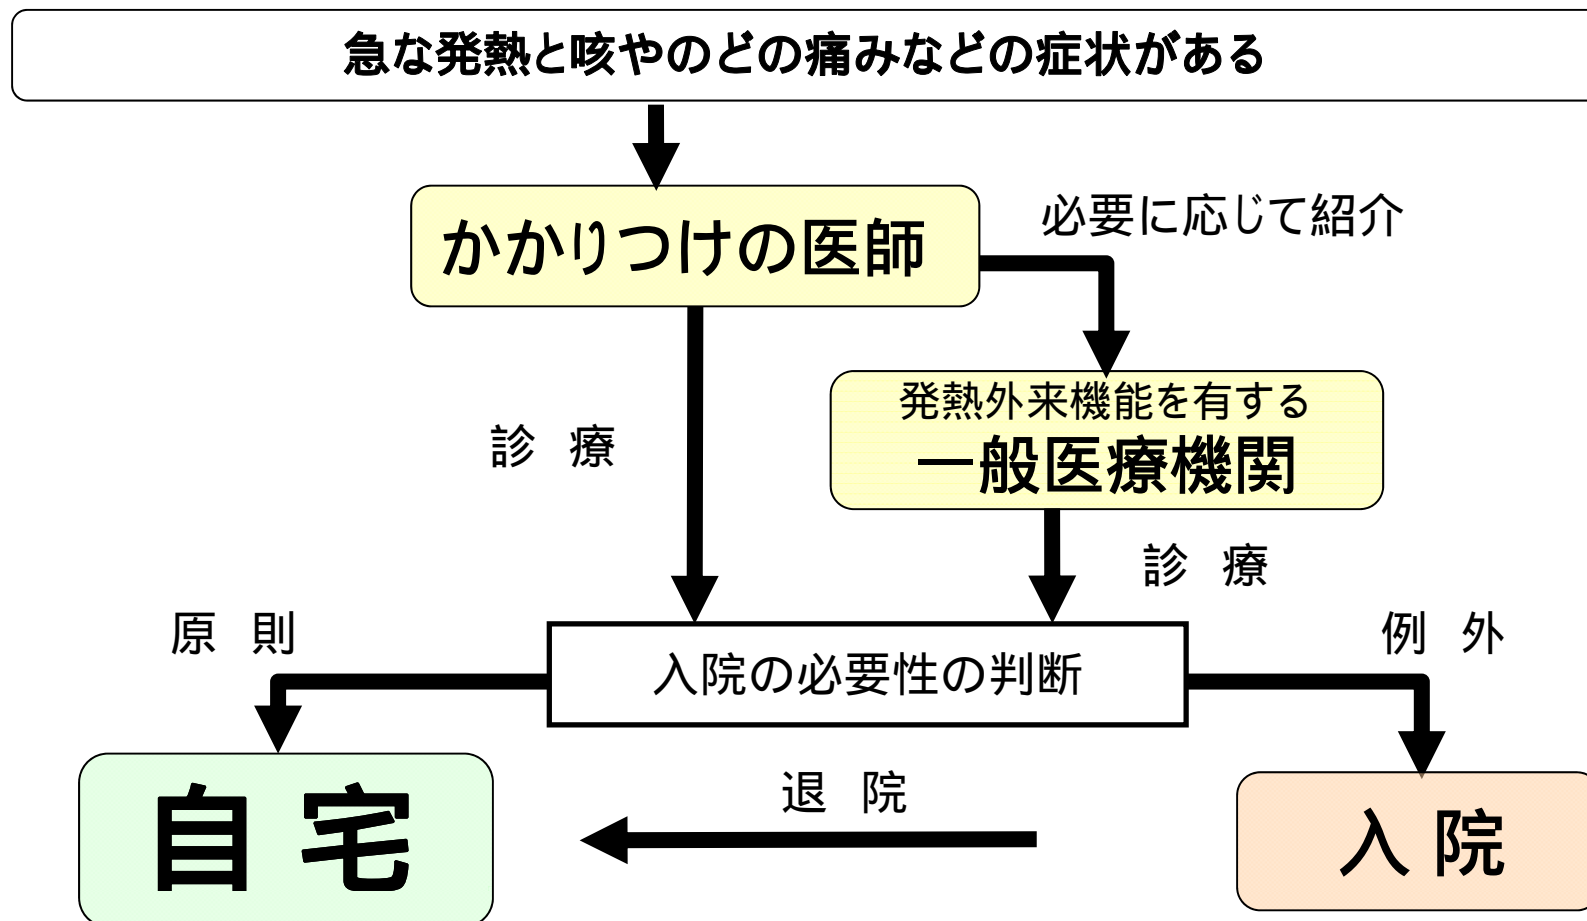 急な発熱と咳やのどの痛みなどの症状がある
かかりつけの医師
必要に応じて紹介
発熱外来機能を有する
一般医療機関
診 療
診 療
原 則
入院の必要性の判断
例 外
自 宅
退 院
入 院